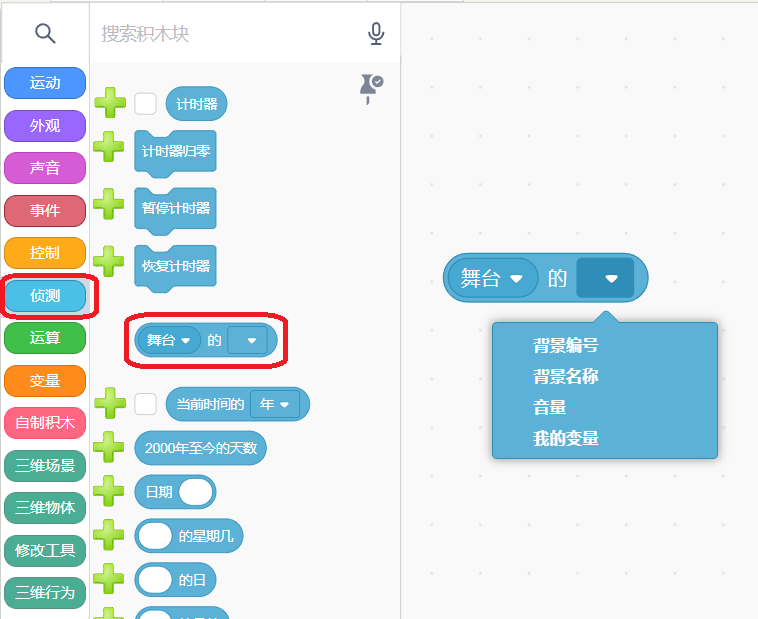 搜索积木块
运动
外观
声音
事件
控制
侦测
运算
变量
自制积木
三维场景
三维物体
修改工具
三维行为
计时器
计时器归零
暂停计时器
恢复计时器
舞台 的
当前时间的 年
2000年至今的天数
日期
的星期几
的日
舞台 的
背景编号
背景名称
音量
我的变量